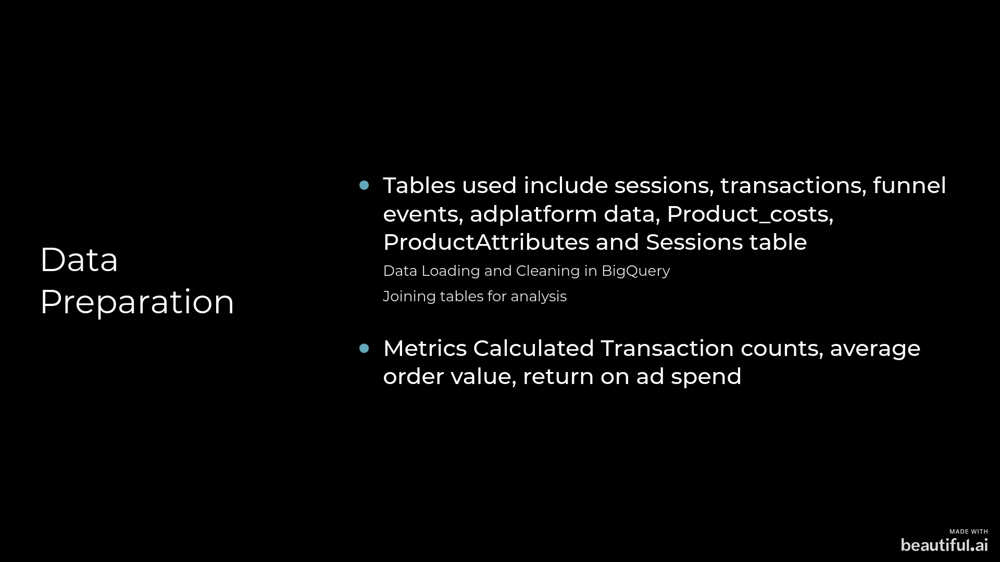 Data
Preparation
Tables used include sessions, transactions, funnel
events, adplatform data, Product_costs,
ProductAttributes and Sessions table
Data Loading and Cleaning in BigQuery
Joining tables for analysis
Metrics Calculated Transaction counts, average
order value, return on ad spend
MADE WITH
beautiful.ai